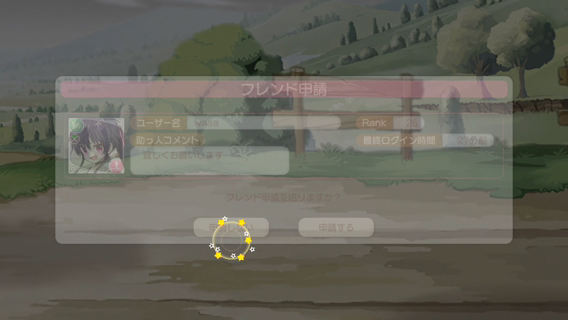 フレンド申請
ユーザー名
Rank
助っ人コメント
最終ログイン時間
宜しくお願いします
フレンド申請を送りますか?
申請する